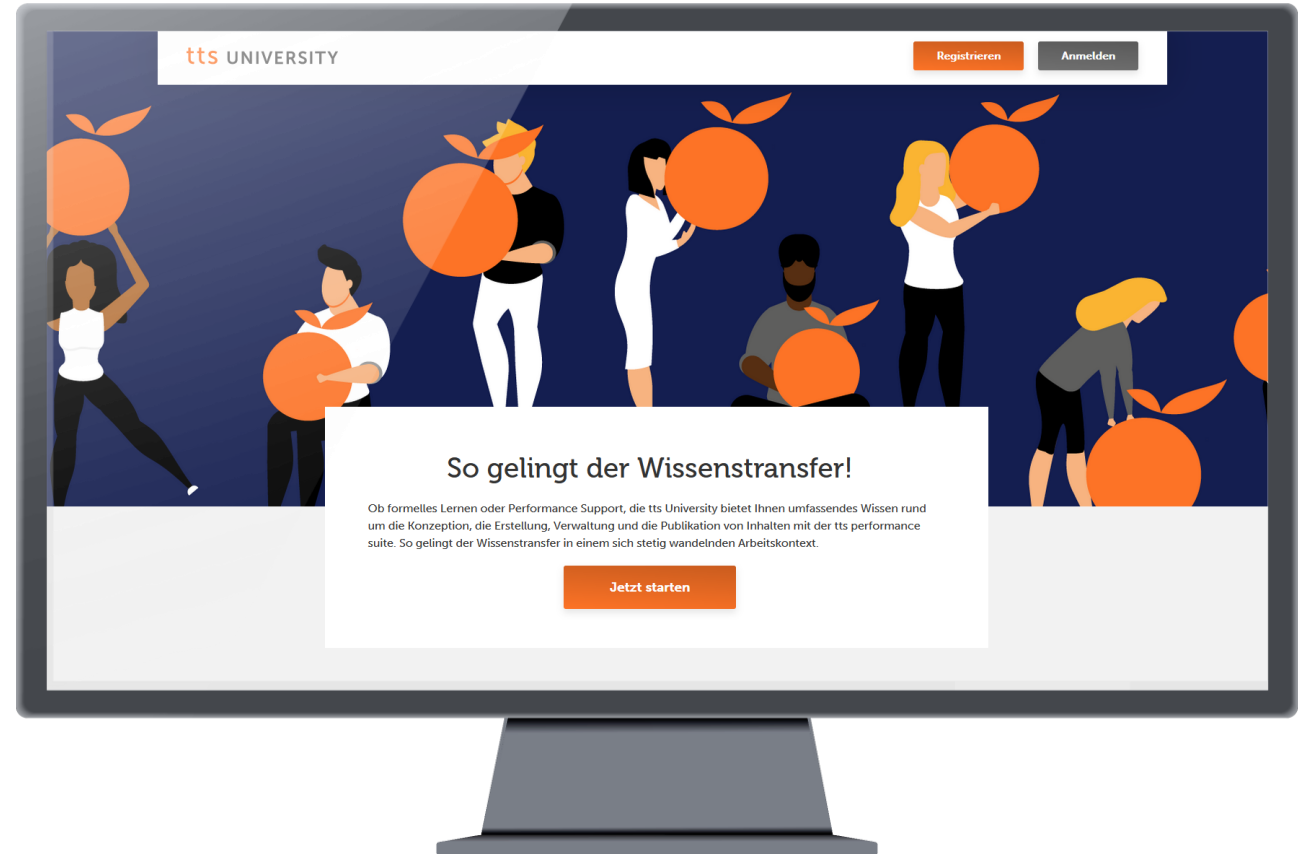 tts UNIVERSITY
Registrieren
Anmelden
So gelingt der Wissenstransfer!
Ob formelles Lernen oder Performance Support, die tts University bietet Ihnen umfassendes Wissen rund
um die Konzeption, die Erstellung, Verwaltung und die Publikation von Inhalten mit der tts performance
suite. So gelingt der Wissenstransfer in einem sich stetig wandelnden Arbeitskontext.
Jetzt starten